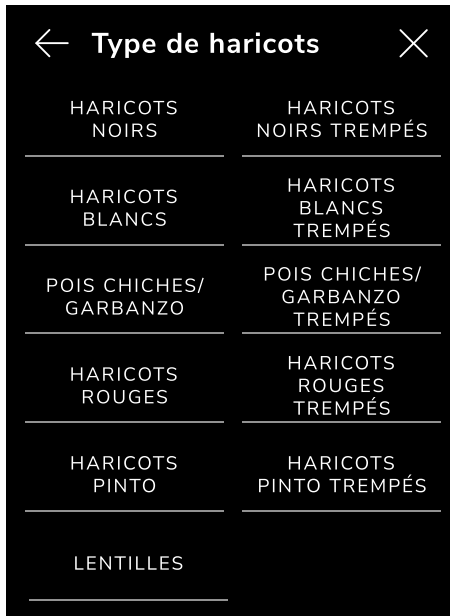 Type de haricots
HARICOTS
NOIRS
HARICOTS
NOIRS TREMPÉS
HARICOTS
BLANCS
HARICOTS
BLANCS
TREMPÉS
POIS CHICHES/
GARBANZO
POIS CHICHES/
GARBANZO
TREMPÉS
HARICOTS
ROUGES
HARICOTS
ROUGES
TREMPÉS
HARICOTS
PINTO
HARICOTS
PINTO TREMPÉS
LENTILLES